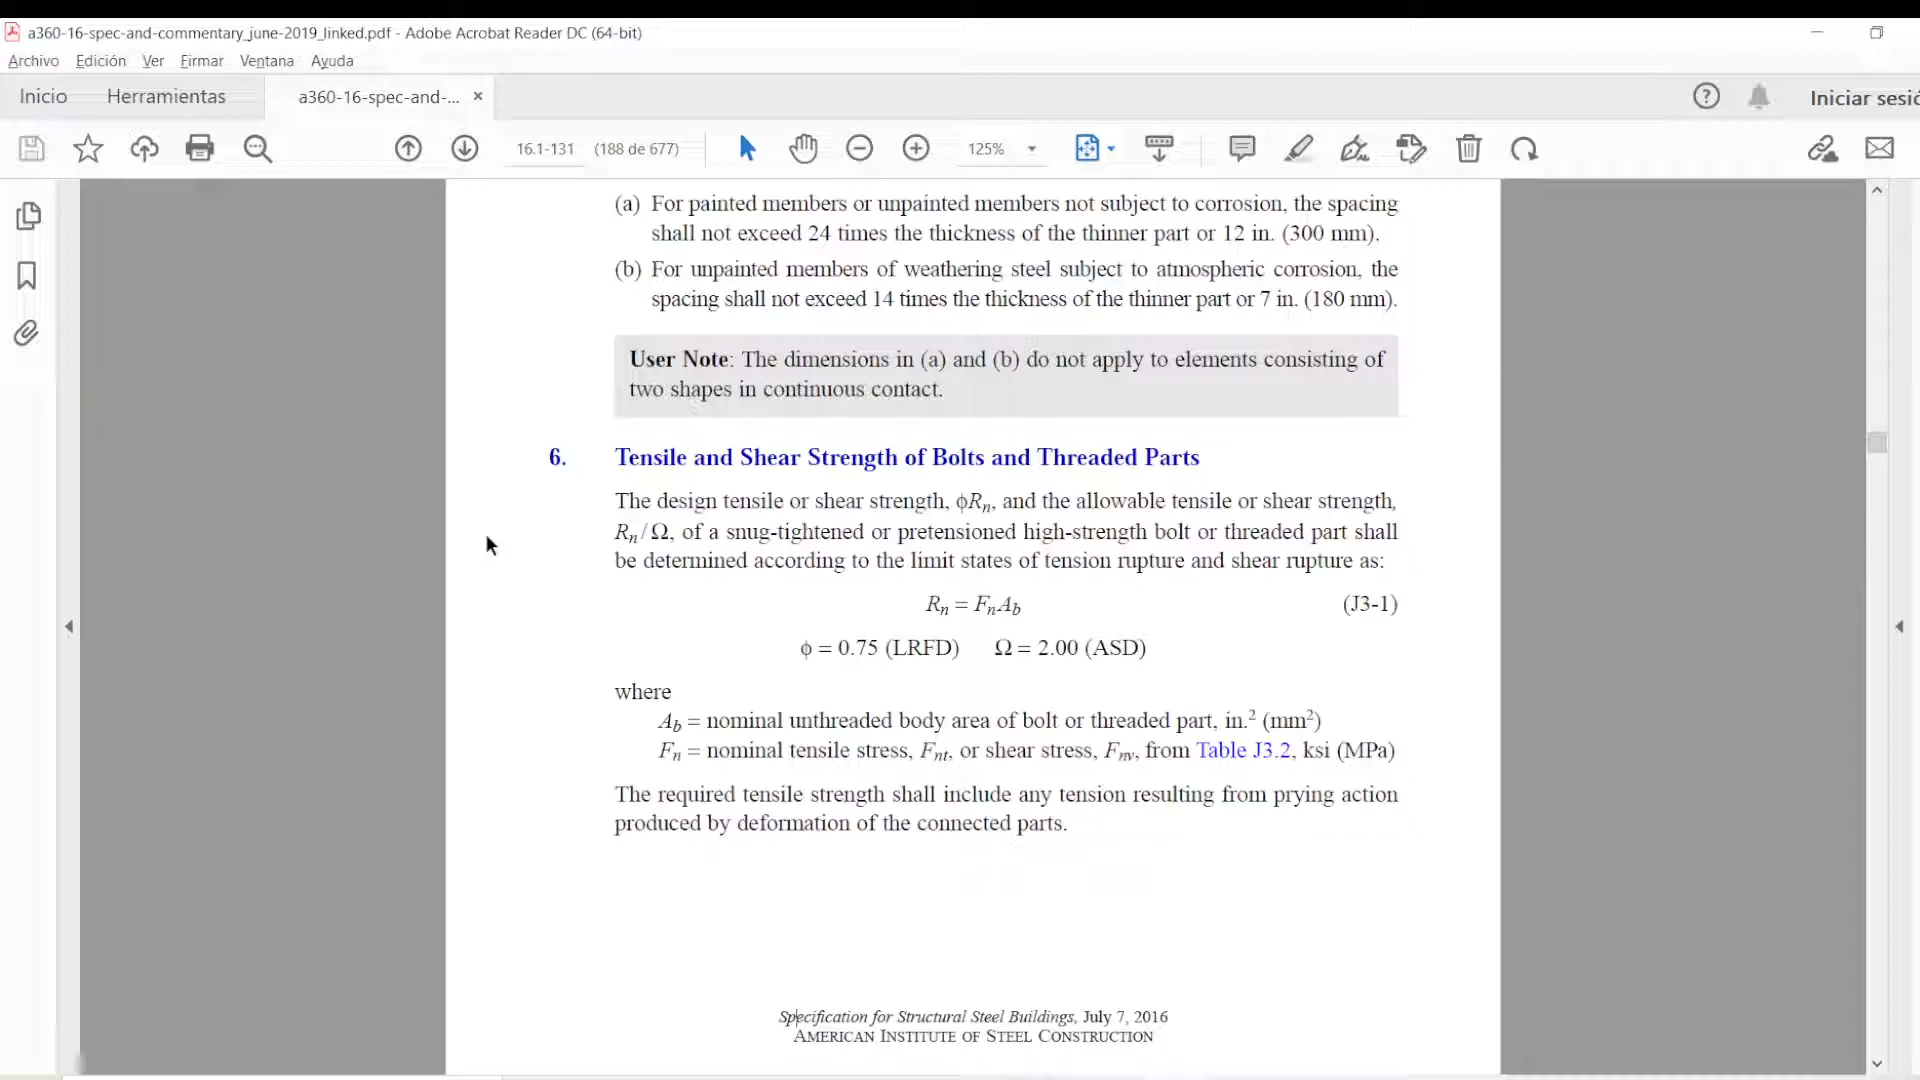 a360-16-spec-and-commentary_june-2019_linked.pdf - Adobe Acrobat Reader DC (64-bit)
Archivo Edición Ver Firmar Ventana Ayuda
Inicio Herramientas a360-16-spec-and-... × Iniciar sesió
16.1-131 (188 de 677) 125%
(a) For painted members or unpainted members not subject to corrosion, the spacing
shall not exceed 24 times the thickness of the thinner part or 12 in. (300 mm).
(b) For unpainted members of weathering steel subject to atmospheric corrosion, the
spacing shall not exceed 14 times the thickness of the thinner part or 7 in. (180 mm).
User Note: The dimensions in (a) and (b) do not apply to elements consisting of
two shapes in continuous contact.
6. Tensile and Shear Strength of Bolts and Threaded Parts
The design tensile or shear strength, ϕRn, and the allowable tensile or shear strength,
Rn/Ω, of a snug-tightened or pretensioned high-strength bolt or threaded part shall
be determined according to the limit states of tension rupture and shear rupture as:
Rn = FnAb (J3-1)
ϕ = 0.75 (LRFD) Ω = 2.00 (ASD)
where
Ab = nominal unthreaded body area of bolt or threaded part, in.² (mm²)
Fn = nominal tensile stress, Fnt, or shear stress, Fnv, from Table J3.2, ksi (MPa)
The required tensile strength shall include any tension resulting from prying action
produced by deformation of the connected parts.
Specification for Structural Steel Buildings, July 7, 2016
AMERICAN INSTITUTE OF STEEL CONSTRUCTION